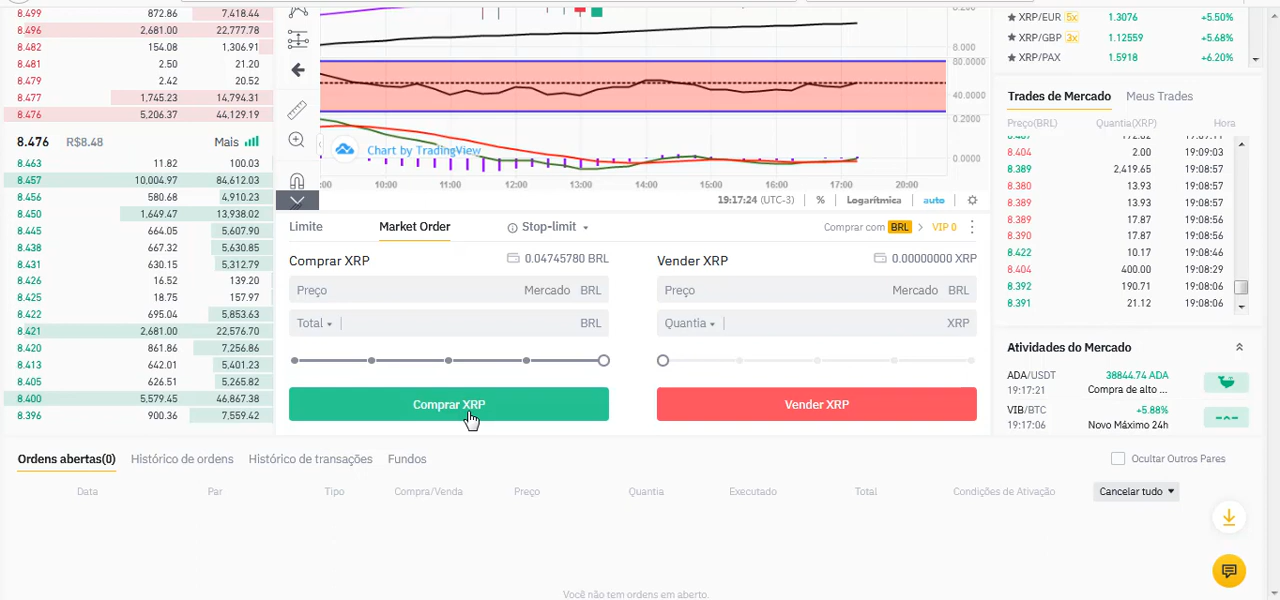 8.499 872.86 7,418.44
8.496 2,681.00 22,777.78
8.482 154.08 1,306.91
8.481 2.50 21.20
8.479 2.42 20.52
8.477 1,745.23 14,794.31
8.476 5,206.37 44,129.19
8.476 R$8.48 Mais
8.463 11.82 100.03
8.457 10,004.97 84,612.03
8.456 580.68 4,910.23
8.450 1,649.47 13,938.02
8.445 664.05 5,607.90
8.438 667.32 5,630.85
8.431 630.15 5,312.79
8.426 16.52 139.20
8.425 18.75 157.97
8.422 695.04 5,853.63
8.421 2,681.00 22,576.70
8.420 861.86 7,256.86
8.413 642.01 5,401.23
8.405 626.51 5,265.82
8.400 5,579.45 46,867.38
8.396 900.36 7,559.42
8.000
80.0000
40.0000
0.2000
0.0000
Chart by TradingView
:00 10:00 11:00 12:00 13:00 14:00 15:00 16:00 17:00 20:00
19:17:24 (UTC-3) % Logarítmica auto
Limite Market Order Stop-limit Comprar com BRL > VIP 0
Comprar XRP 0.04745780 BRL
Preço Mercado BRL
Total BRL
Comprar XRP
Vender XRP 0.00000000 XRP
Preço Mercado BRL
Quantia XRP
Vender XRP
XRP/EUR 5x 1.3076 +5.50%
XRP/GBP 3x 1.12559 +5.68%
XRP/PAX 1.5918 +6.20%
Trades de Mercado Meus Trades
Preço(BRL) Quantia(XRP) Hora
8.404 2.00 19:09:03
8.389 2,419.65 19:08:57
8.380 13.93 19:08:57
8.389 13.93 19:08:57
8.389 17.87 19:08:56
8.390 17.87 19:08:56
8.422 10.17 19:08:46
8.404 400.00 19:08:29
8.392 190.71 19:08:06
8.391 21.12 19:08:06
Atividades do Mercado
ADA/USDT 38844.74 ADA
19:17:21 Compra de alto ...
VIB/BTC +5.88%
19:17:06 Novo Máximo 24h
Ordens abertas(0) Histórico de ordens Histórico de transações Fundos Ocultar Outros Pares
Data Par Tipo Compra/Venda Preço Quantia Executado Total Condições de Ativação Cancelar tudo
Você não tem ordens em aberto.